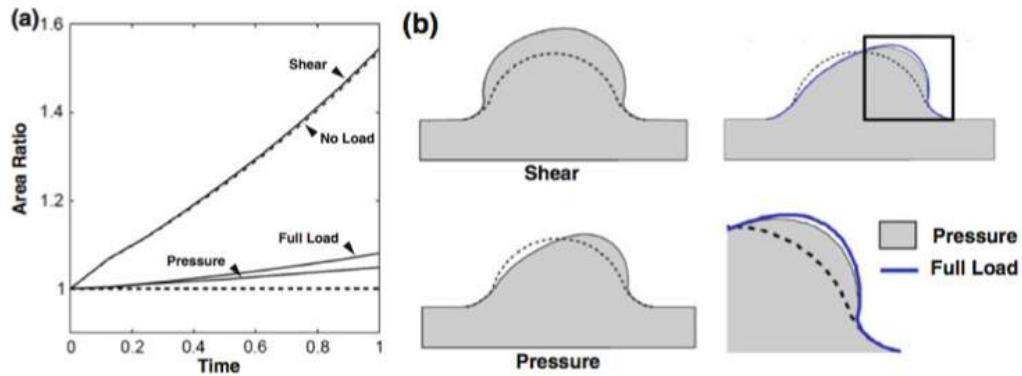 (a)
1.6
1.4
1.2
1
Area Ratio
Shear
No Load
Full Load
Pressure
0
0.2
0.4
0.6
0.8
1
Time
(b)
Shear
Pressure
Pressure
Full Load